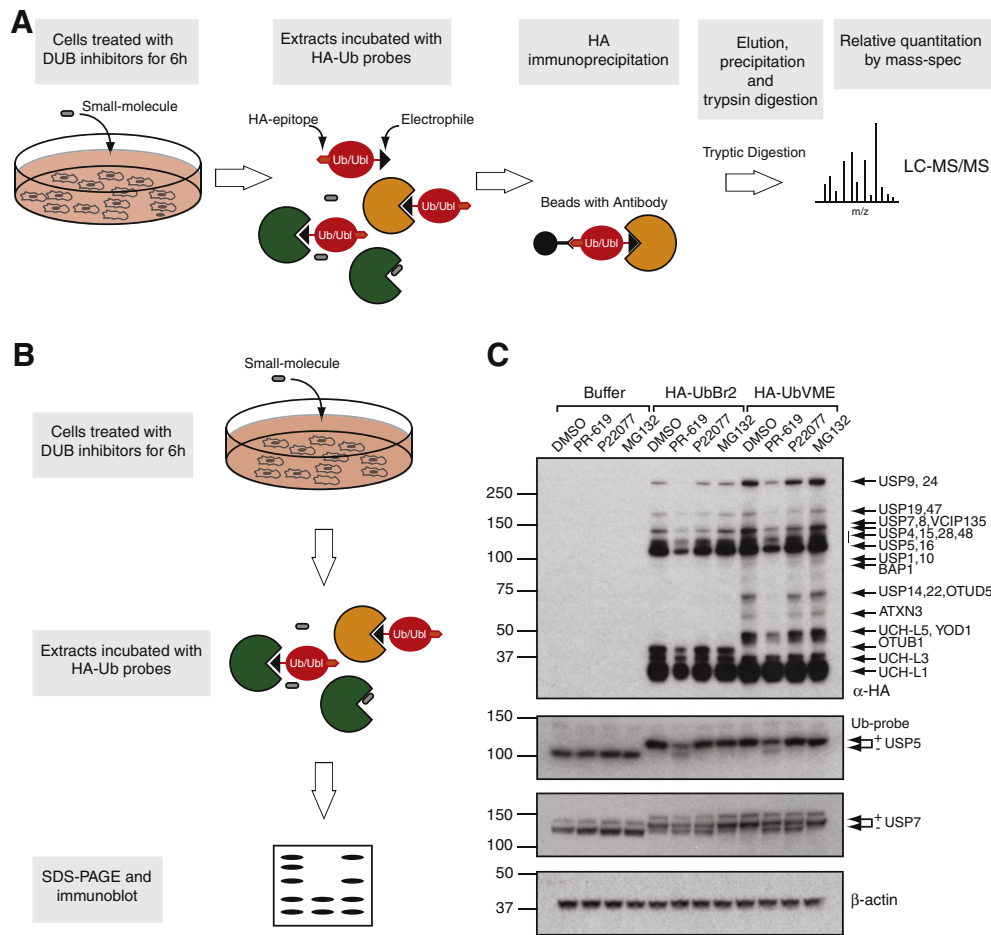 A
Cells treated with
DUB inhibitors for 6h
Extracts incubated with
HA-Ub probes
HA
immunoprecipitation
Elution,
precipitation
and
trypsin digestion
Relative quantitation
by mass-spec
Small-molecule
HA-epitope
Electrophile
Ub/Ubl
Ub/Ubl
Ub/Ubl
Beads with Antibody
Ub/Ubl
Tryptic Digestion
LC-MS/MS
m/z
B
Small-molecule
Cells treated with
DUB inhibitors for 6h
Extracts incubated with
HA-Ub probes
Ub/Ubl
Ub/Ubl
SDS-PAGE and
immunoblot
C
Buffer
HA-UbBr2
HA-UbVME
DMSO
PR-619
P22077
MG132
DMSO
PR-619
P22077
MG132
DMSO
PR-619
P22077
MG132
250
150
100
75
50
37
USP9, 24
USP19,47
USP7,8,VCIP135
USP4,15,28,48
USP5,16
USP1,10
BAP1
USP14,22,OTUD5
ATXN3
UCH-L5, YOD1
OTUB1
UCH-L3
UCH-L1
α-HA
150
100
Ub-probe
+
- USP5
150
100
+
- USP7
50
37
β-actin